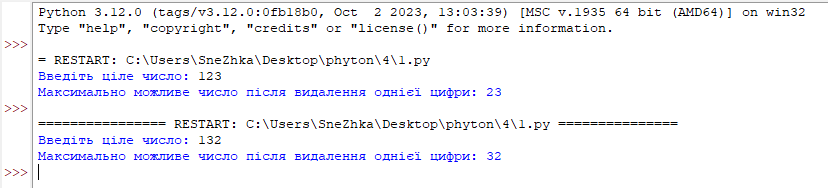 Python 3.12.0 (tags/v3.12.0:0fb18b0, Oct  2 2023, 13:03:39) [MSC v.1935 64 bit (AMD64)] on win32
Type "help", "copyright", "credits" or "license()" for more information.
>>>
= RESTART: C:\Users\SneZhka\Desktop\phyton\4\1.py
Введіть ціле число: 123
Максимально можливе число після видалення однієї цифри: 23
>>>
================ RESTART: C:\Users\SneZhka\Desktop\phyton\4\1.py ===============
Введіть ціле число: 132
Максимально можливе число після видалення однієї цифри: 32
>>>